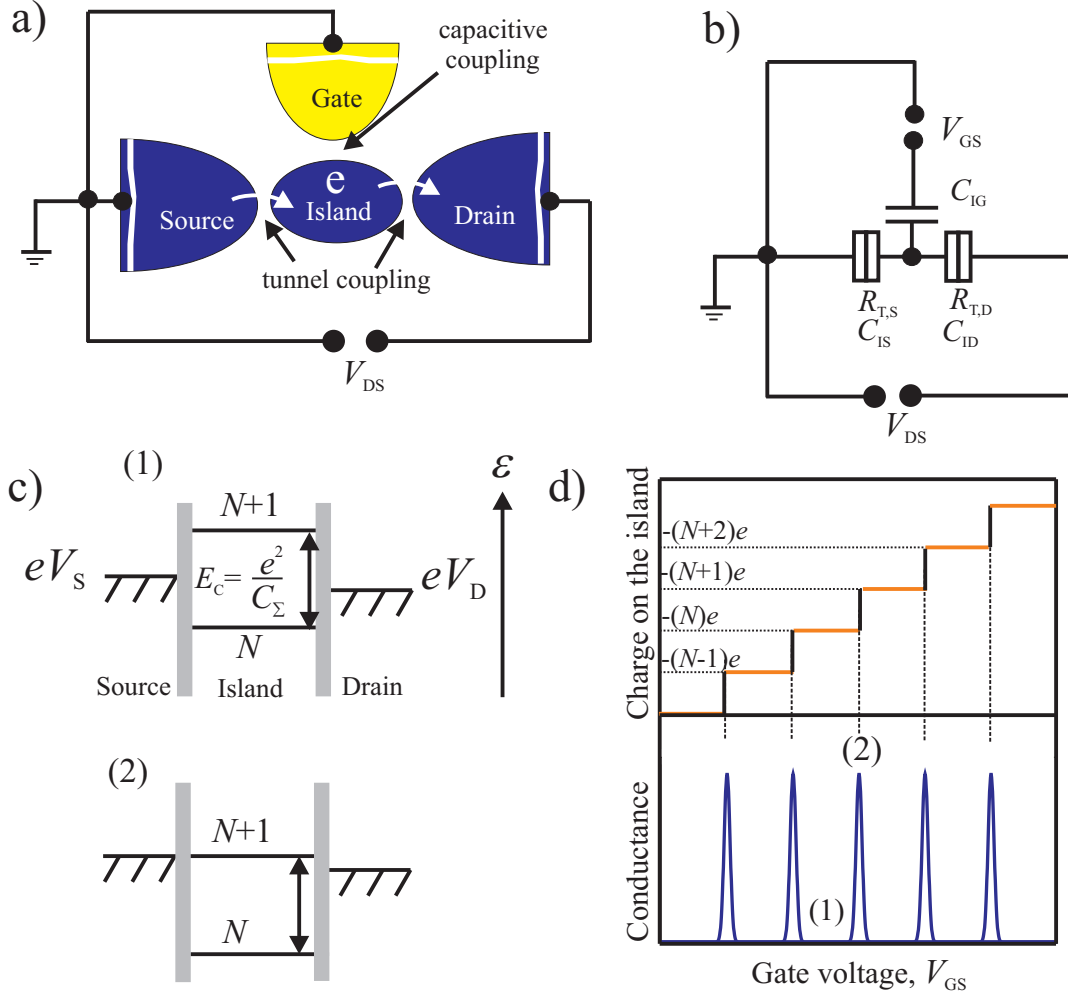 a)
capacitive
coupling
Gate
e
Source
Island
Drain
tunnel coupling
V_DS
b)
V_GS
C_IG
R_T,S
C_IS
R_T,D
C_ID
V_DS
c)
(1)
ε
N+1
eV_S
E_C= e²/C_Σ
eV_D
N
Source
Island
Drain
(2)
N+1
N
d)
Charge on the island
-(N+2)e
-(N+1)e
-(N)e
-(N-1)e
(2)
Conductance
(1)
Gate voltage, V_GS